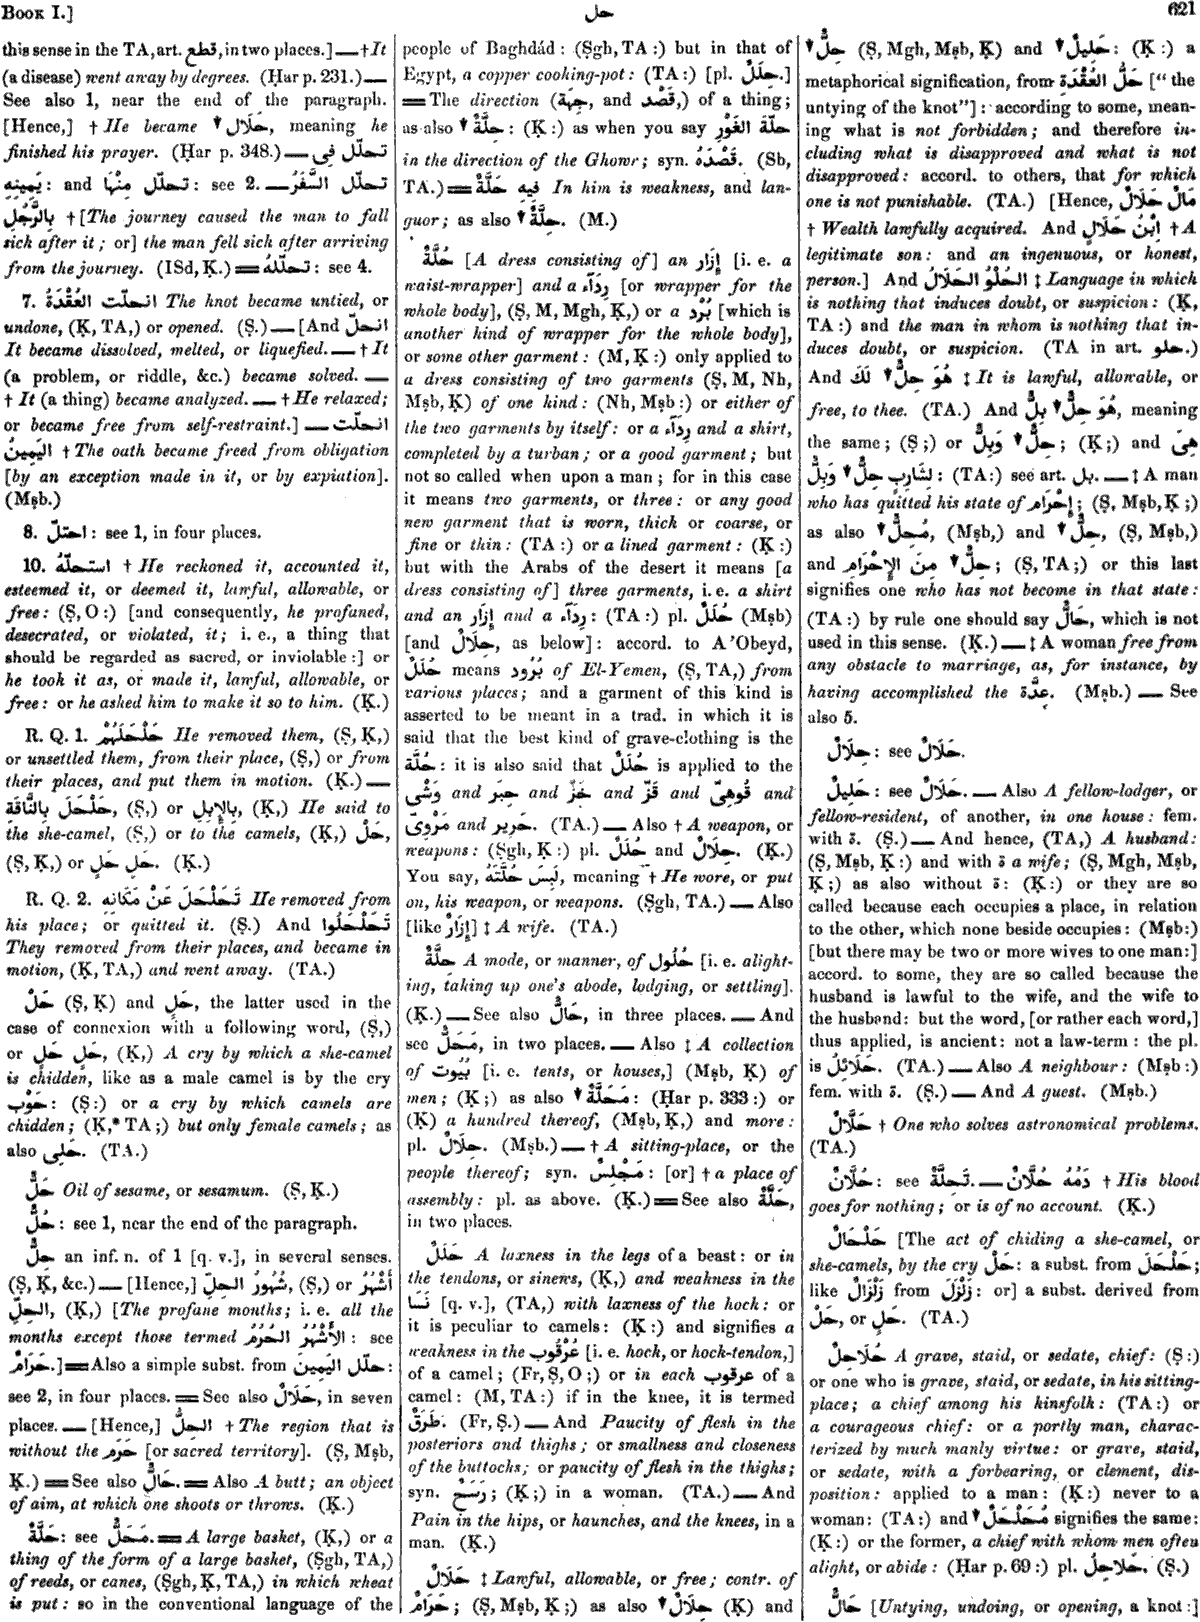 BOOK I.]
حل
621
this sense in the TA, art. قطع, in two places.] — † It
(a disease) went away by degrees. (Ḥar p. 231.) —
See also 1, near the end of the paragraph.
[Hence,] † He became ▼ حَلَال, meaning he
finished his prayer. (Ḥar p. 348.) — تحلّل فِى
يَمِينِهِ: and تحلّل مِنْهَا: see 2. — تحلّل السَّفَرُ
بِالرَّجُلِ † [The journey caused the man to fall
sick after it; or] the man fell sick after arriving
from the journey. (ISd, Ḳ.) = تحلّلهُ: see 4.
7. انحلّت العُقْدَةُ The knot became untied, or
undone, (Ḳ, TA,) or opened. (Ṣ.) — [And انحلّ
It became dissolved, melted, or liquefied. — † It
(a problem, or riddle, &c.) became solved. —
† It (a thing) became analyzed. — † He relaxed;
or became free from self-restraint.] — انحلّت
اليَمِينُ † The oath became freed from obligation
[by an exception made in it, or by expiation].
(Mṣb.)
8. احتلّ: see 1, in four places.
10. استحلّهُ † He reckoned it, accounted it,
esteemed it, or deemed it, lawful, allowable, or
free: (Ṣ, O:) [and consequently, he profaned,
desecrated, or violated, it; i. e., a thing that
should be regarded as sacred, or inviolable:] or
he took it as, or made it, lawful, allowable, or
free: or he asked him to make it so to him. (Ḳ.)
R. Q. 1. حَلْحَلَهُمْ He removed them, (Ṣ, Ḳ,)
or unsettled them, from their place, (Ṣ,) or from
their places, and put them in motion. (Ḳ.) —
حَلْحَلَ بِالنَّاقَةِ, (Ṣ,) or بِالإِبِلِ, (Ḳ,) He said to
the she-camel, (Ṣ,) or to the camels, (Ḳ,) حَلْ,
(Ṣ, Ḳ,) or حَلٍ حَلٍ. (Ḳ.)
R. Q. 2. تَحَلْحَلَ عَنْ مَكَانِهِ He removed from
his place; or quitted it. (Ṣ.) And تَحَلْحَلُوا
They removed from their places, and became in
motion, (Ḳ, TA,) and went away. (TA.)
حَلْ (Ṣ, Ḳ) and حَلٍ, the latter used in the
case of connexion with a following word, (Ṣ,)
or حَلٍ حَلٍ, (Ḳ,) A cry by which a she-camel
is chidden, like as a male camel is by the cry
حَوْب: (Ṣ:) or a cry by which camels are
chidden; (Ḳ,* TA;) but only female camels; as
also حَلِى. (TA.)
حَلٌّ Oil of sesame, or sesamum. (Ṣ, Ḳ.)
حُلٌّ: see 1, near the end of the paragraph.
حِلٌّ an inf. n. of 1 [q. v.], in several senses.
(Ṣ, Ḳ, &c.) — [Hence,] شُهُورُ الحِلِّ, (Ṣ,) or أَشْهُرُ
الحِلِّ, (Ḳ,) [The profane months; i. e. all the
months except those termed الأَشْهُرُ الحُرُمُ: see
حَرَامٌ.] = Also a simple subst. from حلّل اليَمِينَ:
see 2, in four places. = See also حَلَالٌ, in seven
places. — [Hence,] الحِلُّ † The region that is
without the حَرَم [or sacred territory]. (Ṣ, Mṣb,
Ḳ.) = See also حَالٌّ. = Also A butt; an object
of aim, at which one shoots or throws. (Ḳ.)
حَلَّةٌ: see مَحَلٌّ. = A large basket, (Ḳ,) or a
thing of the form of a large basket, (Ṣgh, TA,)
of reeds, or canes, (Ṣgh, Ḳ, TA,) in which wheat
is put: so in the conventional language of the
people of Baghdád: (Ṣgh, TA:) but in that of
Egypt, a copper cooking-pot: (TA:) [pl. حِلَلٌ.]
= The direction (جِهَة, and قَصْد,) of a thing;
as also ▼ حِلَّةٌ: (Ḳ:) as when you say حِلَّةَ الغَوْرِ
in the direction of the Ghowr; syn. قَصْدَهُ. (Sb,
TA.) = فِيهِ حَلَّةٌ In him is weakness, and lan-
guor; as also ▼ حِلَّةٌ. (M.)
حُلَّةٌ [A dress consisting of] an إِزَار [i. e. a
waist-wrapper] and a رِدَآء [or wrapper for the
whole body], (Ṣ, M, Mgh, Ḳ,) or a بُرْد [which is
another kind of wrapper for the whole body],
or some other garment: (M, Ḳ:) only applied to
a dress consisting of two garments (Ṣ, M, Nh,
Mṣb, Ḳ) of one kind: (Nh, Mṣb:) or either of
the two garments by itself: or a رِدَآء and a shirt,
completed by a turban; or a good garment; but
not so called when upon a man; for in this case
it means two garments, or three: or any good
new garment that is worn, thick or coarse, or
fine or thin: (TA:) or a lined garment: (Ḳ:)
but with the Arabs of the desert it means [a
dress consisting of] three garments, i. e. a shirt
and an إِزَار and a رِدَآء: (TA:) pl. حُلَلٌ (Mṣb)
[and حِلَالٌ, as below]: accord. to A'Obeyd,
حُلَلٌ means بُرُود of El-Yemen, (Ṣ, TA,) from
various places; and a garment of this kind is
asserted to be meant in a trad. in which it is
said that the best kind of grave-clothing is the
حُلَّة: it is also said that حُلَلٌ is applied to the
وَشْى and حِبَر and خَزّ and قَزّ and قُوهِىّ and
مَرْوِىّ and حَرِير. (TA.) — Also † A weapon, or
weapons: (Ṣgh, Ḳ:) pl. حُلَلٌ and حِلَالٌ. (Ḳ.)
You say, لَبِسَ حُلَّتَهُ, meaning † He wore, or put
on, his weapon, or weapons. (Ṣgh, TA.) — Also
[like إِزَارٌ] ‡ A wife. (TA.)
حِلَّةٌ A mode, or manner, of حُلُول [i. e. alight-
ing, taking up one's abode, lodging, or settling].
(Ḳ.) — See also حَالٌّ, in three places. — And
see مَحَلٌّ, in two places. — Also ‡ A collection
of بُيُوت [i. e. tents, or houses,] (Mṣb, Ḳ) of
men; (Ḳ;) as also ▼ مَحَلَّةٌ: (Ḥar p. 333:) or
(Ḳ) a hundred thereof, (Mṣb, Ḳ,) and more:
pl. حِلَالٌ. (Mṣb.) — † A sitting-place, or the
people thereof; syn. مَجْلِسٌ: [or] † a place of
assembly: pl. as above. (Ḳ.) = See also حَلَّةٌ,
in two places.
حَلَلٌ A laxness in the legs of a beast: or in
the tendons, or sinews, (Ḳ,) and weakness in the
نَسَا [q. v.], (TA,) with laxness of the hock: or
it is peculiar to camels: (Ḳ:) and signifies a
weakness in the عُرْقُوب [i. e. hock, or hock-tendon,]
of a camel; (Fr, Ṣ, O;) or in each عرقوب of a
camel: (M, TA:) if in the knee, it is termed
طَرَقٌ. (Fr, Ṣ.) — And Paucity of flesh in the
posteriors and thighs; or smallness and closeness
of the buttocks; or paucity of flesh in the thighs;
syn. رَسَحٌ; (Ḳ;) in a woman. (TA.) — And
Pain in the hips, or haunches, and the knees, in a
man. (Ḳ.)
حَلَالٌ ‡ Lawful, allowable, or free; contr. of
حَرَامٌ; (Ṣ, Mṣb, Ḳ;) as also ▼ حِلَالٌ (Ḳ) and
▼ حِلٌّ (Ṣ, Mgh, Mṣb, Ḳ) and ▼ حَلِيلٌ: (Ḳ:) a
metaphorical signification, from حَلُّ العُقْدَةِ ["the
untying of the knot"]: according to some, mean-
ing what is not forbidden; and therefore in-
cluding what is disapproved and what is not
disapproved: accord. to others, that for which
one is not punishable. (TA.) [Hence, مَالٌ حَلَالٌ
† Wealth lawfully acquired. And اِبْنُ حَلَالٍ † A
legitimate son: and an ingenuous, or honest,
person.] And الحُلْوُ الحَلَالُ ‡ Language in which
is nothing that induces doubt, or suspicion: (Ḳ,
TA:) and the man in whom is nothing that in-
duces doubt, or suspicion. (TA in art. حلو.)
And هُوَ حِلٌّ ▼ لَكَ ‡ It is lawful, allowable, or
free, to thee. (TA.) And هُوَ حِلٌّ ▼ بِلٌّ, meaning
the same; (Ṣ;) or ▼ حِلٌّ وَبِلٌّ; (Ḳ;) and هِىَ
لِشَارِبٍ حِلٌّ ▼ وَبِلٌّ: (TA:) see art. بل. — ‡ A man
who has quitted his state of إِحْرَام; (Ṣ, Mṣb, Ḳ;)
as also ▼ مُحِلٌّ, (Mṣb,) and ▼ حِلٌّ, (Ṣ, Mṣb,)
and ▼ حِلٌّ مِنَ الإِحْرَامِ; (Ṣ, TA;) or this last
signifies one who has not become in that state:
(TA:) by rule one should say حَالٌّ, which is not
used in this sense. (Ḳ.) — ‡ A woman free from
any obstacle to marriage, as, for instance, by
having accomplished the عِدَّة. (Mṣb.) — See
also 5.
حِلَالٌ: see حَلَالٌ.
حَلِيلٌ: see حَلَالٌ. — Also A fellow-lodger, or
fellow-resident, of another, in one house: fem.
with ة. (Ṣ.) — And hence, (TA,) A husband:
(Ṣ, Mṣb, Ḳ:) and with ة a wife; (Ṣ, Mgh, Mṣb,
Ḳ;) as also without ة: (Ḳ:) or they are so
called because each occupies a place, in relation
to the other, which none beside occupies: (Mṣb:)
[but there may be two or more wives to one man:]
accord. to some, they are so called because the
husband is lawful to the wife, and the wife to
the husband: but the word, [or rather each word,]
thus applied, is ancient: not a law-term: the pl.
is حَلَائِلُ. (TA.) — Also A neighbour: (Mṣb:)
fem. with ة. (Ṣ.) — And A guest. (Mṣb.)
حَلَّالٌ † One who solves astronomical problems.
(TA.)
حُلَّانٌ: see تَحِلَّةٌ. — دَمُهُ حُلَّانٌ † His blood
goes for nothing; or is of no account. (Ḳ.)
حَلْحَالٌ [The act of chiding a she-camel, or
she-camels, by the cry حَلْ: a subst. from حَلْحَلَ;
like زَلْزَالٌ from زَلْزَلَ: or] a subst. derived from
حَلْ, or حَلٍ. (TA.)
حُلَاحِلٌ A grave, staid, or sedate, chief: (Ṣ:)
or one who is grave, staid, or sedate, in his sitting-
place; a chief among his kinsfolk: (TA:) or
a courageous chief: or a portly man, charac-
terized by much manly virtue: or grave, staid,
or sedate, with a forbearing, or clement, dis-
position: applied to a man: (Ḳ:) never to a
woman: (TA:) and ▼ مُحَلْحَلٌ signifies the same:
(Ḳ:) or the former, a chief with whom men often
alight, or abide: (Ḥar p. 69:) pl. حَلَاحِلُ. (Ṣ.)
حَالٌّ [Untying, undoing, or opening, a knot:]